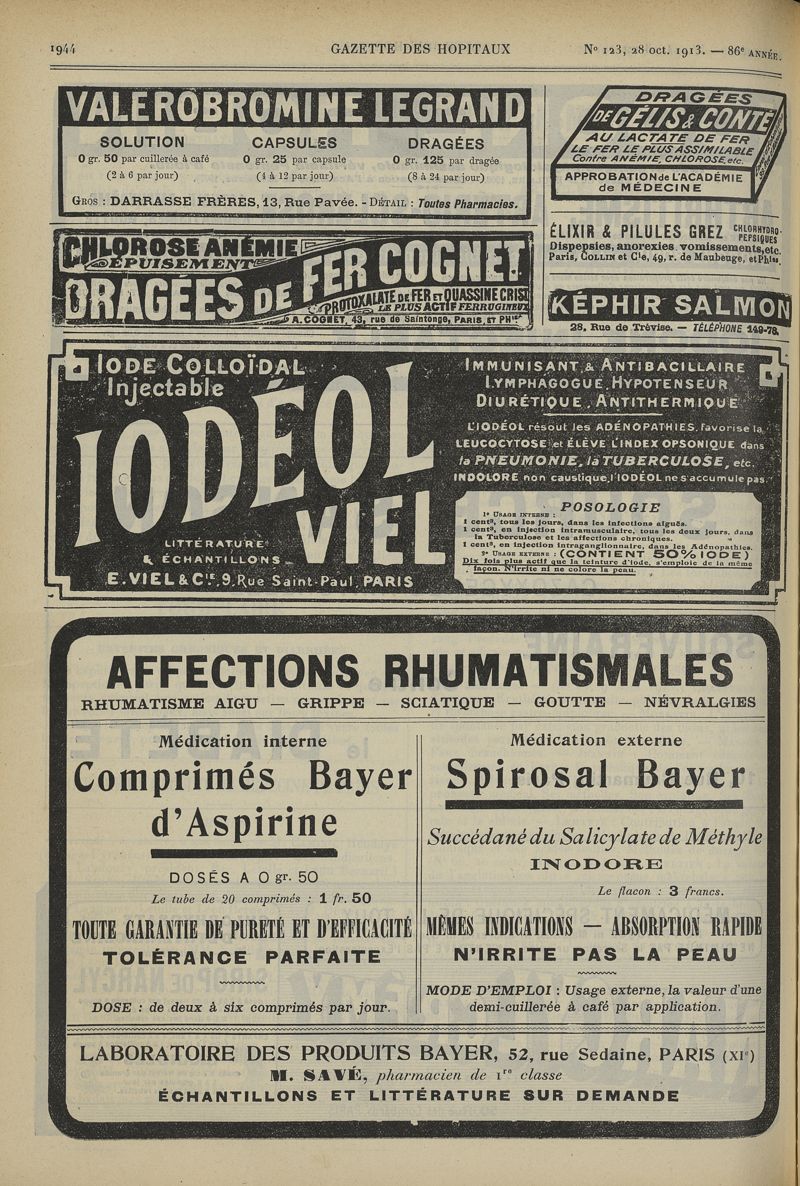 1944
GAZETTE DES HOPITAUX
Nº 123, 28 oct. 1913. — 86e ANNÉE.
VALEROBROMINE LEGRAND
SOLUTION
0 gr. 50 par cuillerée à café
(2 à 6 par jour)
CAPSULES
0 gr. 25 par capsule
(4 à 12 par jour)
DRAGÉES
0 gr. 125 par dragée
(8 à 24 par jour)
GROS : DARRASSE FRÈRES, 13, Rue Pavée. - DÉTAIL : Toutes Pharmacies.
DRAGÉES
DE GÉLIS & CONTÉ
AU LACTATE DE FER
LE FER LE PLUS ASSIMILABLE
Contre ANÉMIE, CHLOROSE, etc.
APPROBATION de L'ACADÉMIE
de MÉDECINE
CHLOROSE ANÉMIE
ÉPUISEMENT
DRAGÉES DE FER COGNET
PROTOXALATE DE FER ET QUASSINE CRIST
LE PLUS ACTIF FERRUGINEUX
A. COGNET, 43, rue de Saintonge, PARIS, ET PHies
ÉLIXIR & PILULES GREZ CHLORHYDRO-PEPSIQUES
Dispepsies, anorexies vomissements, etc.
Paris, COLLIN et Cie, 49, r. de Maubeuge, et Phies.
KÉPHIR SALMON
28, Rue de Trévise. — TÉLÉPHONE 149-78.
IODE COLLOÏDAL
Injectable
IODÉOL
VIEL
LITTÉRATURE
& ÉCHANTILLONS
E. VIEL & Cie, 9, Rue Saint-Paul, PARIS
IMMUNISANT & ANTIBACILLAIRE
LYMPHAGOGUE, HYPOTENSEUR
DIURÉTIQUE, ANTITHERMIQUE
L'IODÉOL résout les ADÉNOPATHIES, favorise la
LEUCOCYTOSE et ÉLÈVE L'INDEX OPSONIQUE dans
la PNEUMONIE, la TUBERCULOSE, etc.
INDOLORE non caustique, l'IODÉOL ne s'accumule pas.
POSOLOGIE
1º USAGE INTERNE :
1 cent³, tous les jours, dans les infections aiguës.
1 cent³, en injection intramusculaire, tous les deux jours, dans
la Tuberculose et les affections chroniques.
1 cent³, en injection intraganglionnaire, dans les Adénopathies.
2º USAGE EXTERNE : (CONTIENT 50% IODE)
Dix fois plus actif que la teinture d'iode, s'emploie de la même
façon. N'irrite ni ne colore la peau.
AFFECTIONS RHUMATISMALES
RHUMATISME AIGU — GRIPPE — SCIATIQUE — GOUTTE — NÉVRALGIES
Médication interne
Comprimés Bayer
d'Aspirine
DOSÉS A 0 gr. 50
Le tube de 20 comprimés : 1 fr. 50
TOUTE GARANTIE DE PURETÉ ET D'EFFICACITÉ
TOLÉRANCE PARFAITE
DOSE : de deux à six comprimés par jour.
Médication externe
Spirosal Bayer
Succédané du Salicylate de Méthyle
INODORE
Le flacon : 3 francs.
MÊMES INDICATIONS — ABSORPTION RAPIDE
N'IRRITE PAS LA PEAU
MODE D'EMPLOI : Usage externe, la valeur d'une
demi-cuillerée à café par application.
LABORATOIRE DES PRODUITS BAYER, 52, rue Sedaine, PARIS (XIe)
M. SAVÉ, pharmacien de 1re classe
ÉCHANTILLONS ET LITTÉRATURE SUR DEMANDE